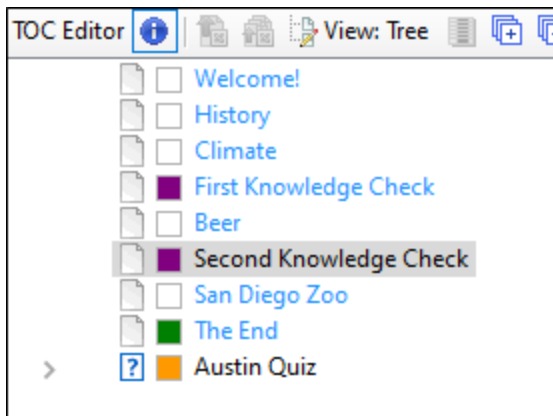 TOC Editor View: Tree
Welcome!
History
Climate
First Knowledge Check
Beer
Second Knowledge Check
San Diego Zoo
The End
? Austin Quiz